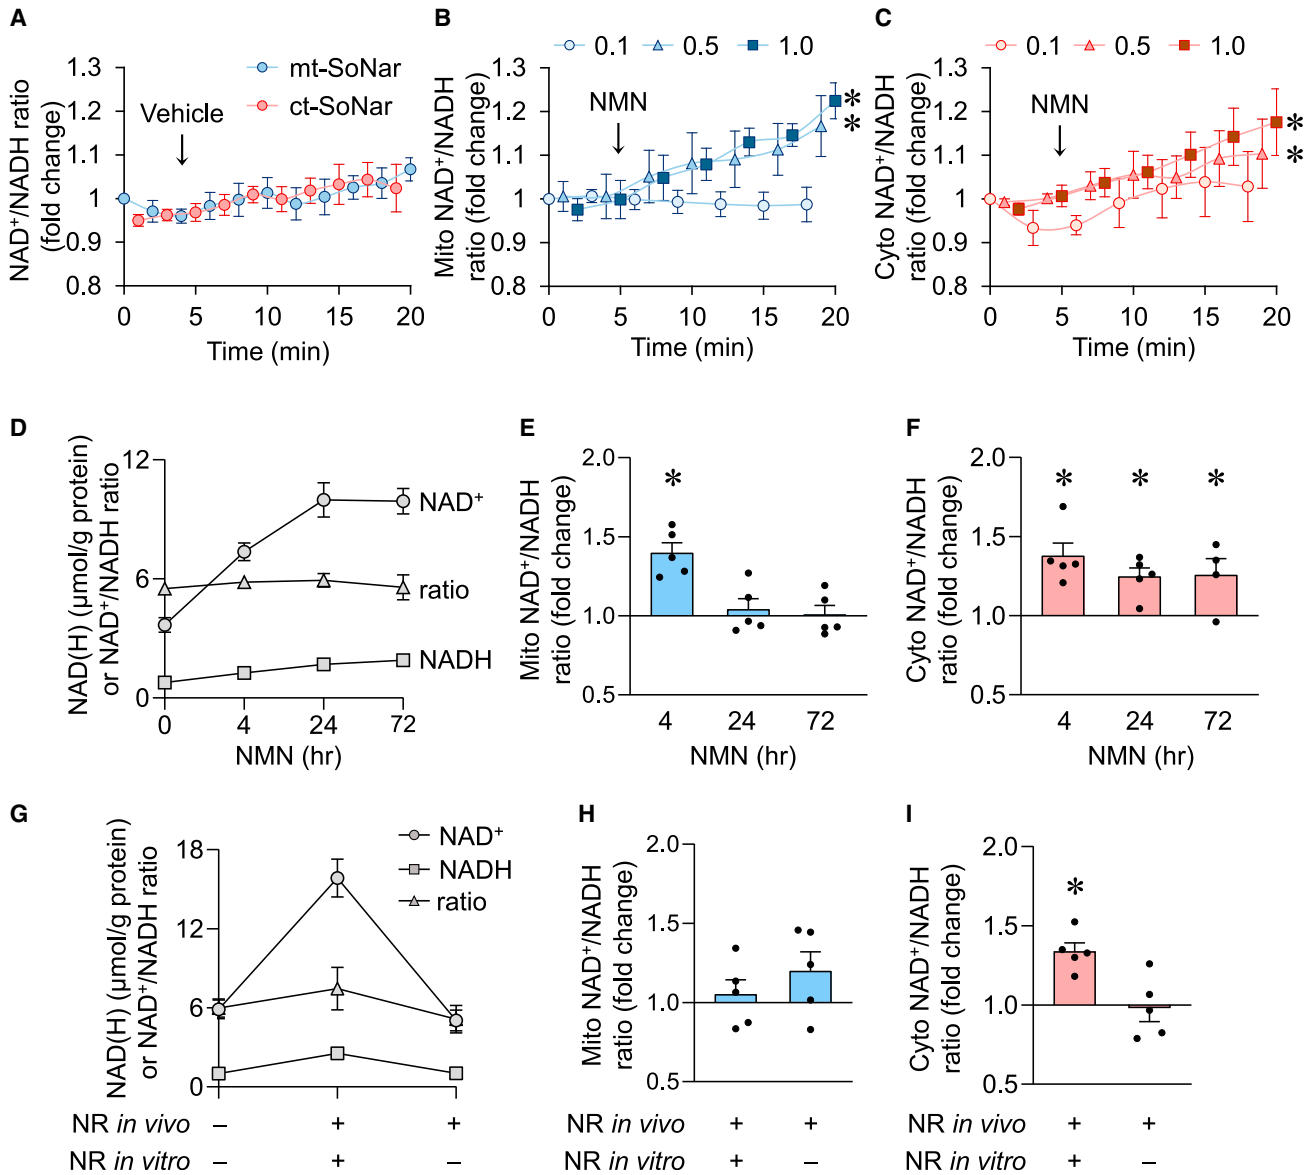 A
NAD⁺/NADH ratio
(fold change)
1.3
1.2
1.1
1
0.9
0.8
mt-SoNar
ct-SoNar
Vehicle
0 5 10 15 20
Time (min)
B
0.1 0.5 1.0
Mito NAD⁺/NADH
ratio (fold change)
1.3
1.2
1.1
1
0.9
0.8
NMN
*
*
0 5 10 15 20
Time (min)
C
0.1 0.5 1.0
Cyto NAD⁺/NADH
ratio (fold change)
1.3
1.2
1.1
1
0.9
0.8
NMN
*
*
0 5 10 15 20
Time (min)
D
NAD(H) (μmol/g protein)
or NAD⁺/NADH ratio
12
6
0
NAD⁺
ratio
NADH
0 4 24 72
NMN (hr)
E
Mito NAD⁺/NADH
ratio (fold change)
2.0
1.5
1.0
0.5
*
4 24 72
NMN (hr)
F
Cyto NAD⁺/NADH
ratio (fold change)
2.0
1.5
1.0
0.5
* * *
4 24 72
NMN (hr)
G
NAD(H) (μmol/g protein)
or NAD⁺/NADH ratio
18
12
6
0
NAD⁺
NADH
ratio
NR in vivo – + +
NR in vitro – + –
H
Mito NAD⁺/NADH
ratio (fold change)
2.0
1.5
1.0
0.5
NR in vivo + +
NR in vitro + –
I
Cyto NAD⁺/NADH
ratio (fold change)
2.0
1.5
1.0
0.5
*
NR in vivo + +
NR in vitro + –